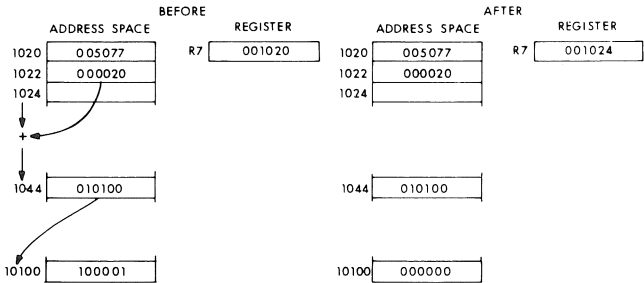 BEFORE AFTER
ADDRESS SPACE REGISTER ADDRESS SPACE REGISTER
1020 005077 R7 001020 1020 005077 R7 001024
1022 000020 1022 000020
1024 1024
+
1044 010100 1044 010100
10100 100001 10100 000000